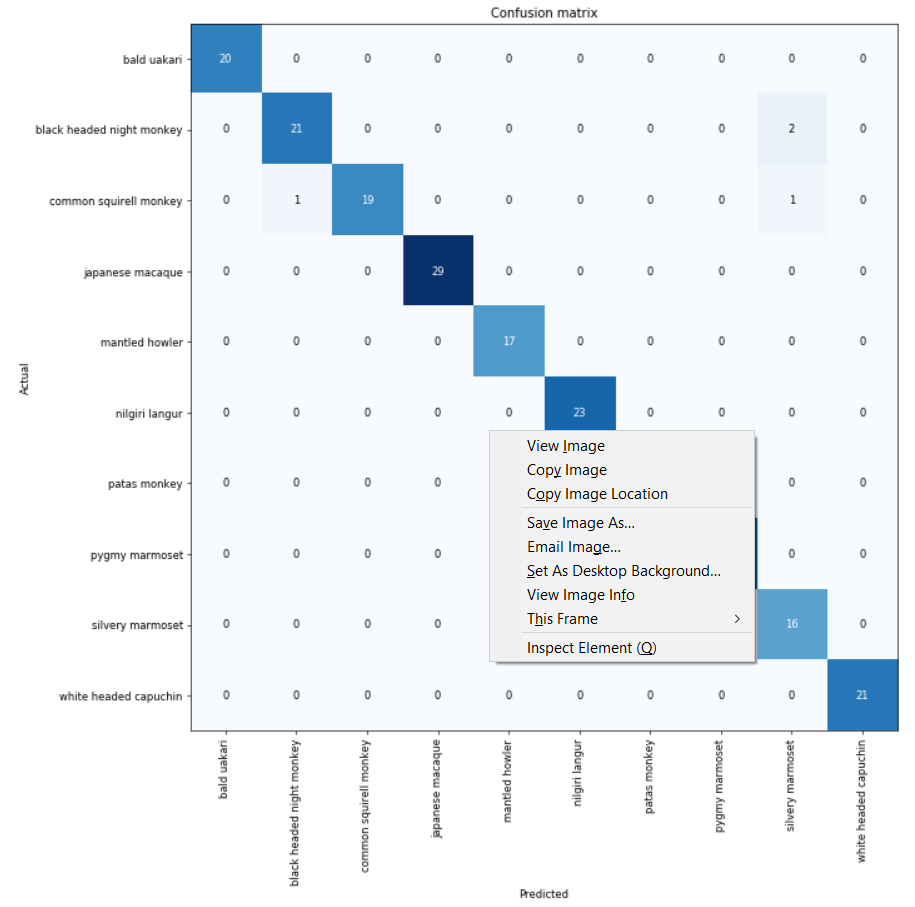 Confusion matrix
bald uakari 20 0 0 0 0 0 0 0 0 0
black headed night monkey 0 21 0 0 0 0 0 0 2 0
common squirell monkey 0 1 19 0 0 0 0 0 1 0
japanese macaque 0 0 0 29 0 0 0 0 0 0
mantled howler 0 0 0 0 17 0 0 0 0 0
Actual
nilgiri langur 0 0 0 0 0 23 0 0 0 0
View Image
Copy Image
patas monkey 0 0 0 0 0 0
Copy Image Location
Save Image As...
pygmy marmoset 0 0 0 0 0 0
Email Image...
Set As Desktop Background...
View Image Info
silvery marmoset 0 0 0 0 16 0
This Frame
Inspect Element (Q)
white headed capuchin 0 0 0 0 0 0 0 0 0 21
bald uakari
black headed night monkey
common squirell monkey
japanese macaque
mantled howler
nilgiri langur
patas monkey
pygmy marmoset
silvery marmoset
white headed capuchin
Predicted